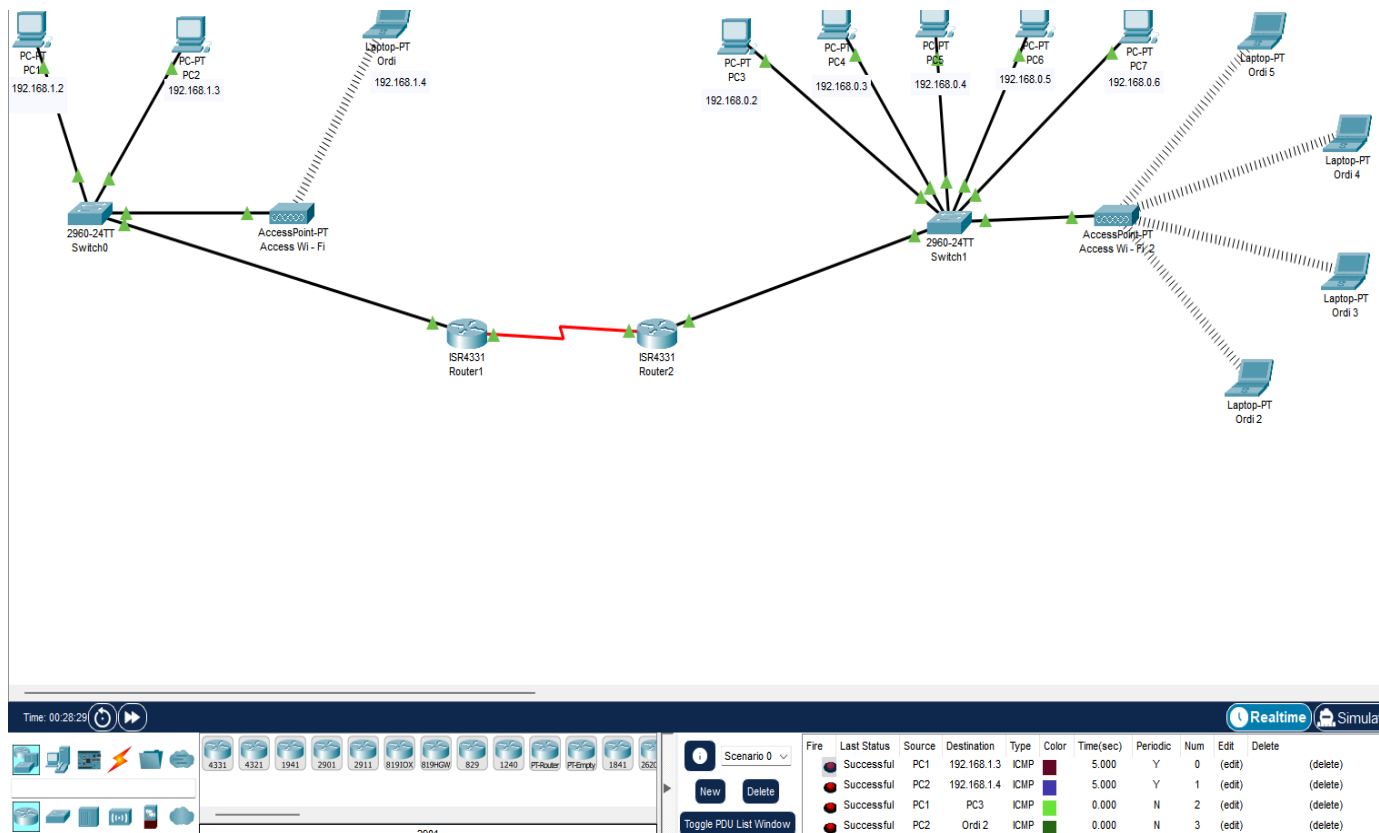 PC-PT
PC1
192.168.1.2
PC-PT
PC2
192.168.1.3
Laptop-PT
Ordi
192.168.1.4
PC-PT
PC3
192.168.0.2
PC-PT
PC4
192.168.0.3
PC-PT
PC5
192.168.0.4
PC-PT
PC6
192.168.0.5
PC-PT
PC7
192.168.0.6
Laptop-PT
Ordi 5
Laptop-PT
Ordi 4
2960-24TT
Switch0
AccessPoint-PT
Access Wi - Fi
2960-24TT
Switch1
AccessPoint-PT
Access Wi - Fi 2
Laptop-PT
Ordi 3
ISR4331
Router1
ISR4331
Router2
Laptop-PT
Ordi 2
Time: 00:28:29
Realtime
Simula
4331 4321 1941 2901 2911 819IOX 819HGW 829 1240 PT-Router PT-Empty 1841 2620
Scenario 0
New Delete
Toggle PDU List Window
Fire Last Status Source Destination Type Color Time(sec) Periodic Num Edit Delete
Successful PC1 192.168.1.3 ICMP 5.000 Y 0 (edit) (delete)
Successful PC2 192.168.1.4 ICMP 5.000 Y 1 (edit) (delete)
Successful PC1 PC3 ICMP 0.000 N 2 (edit) (delete)
Successful PC2 Ordi 2 ICMP 0.000 N 3 (edit) (delete)